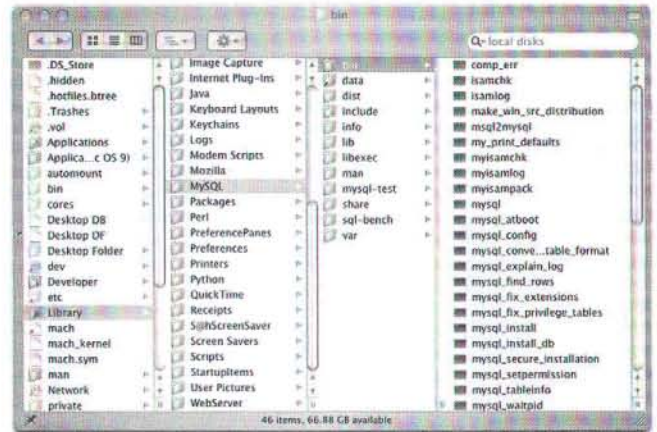 bin
local disks
.DS_Store
.hidden
.hotfiles.btree
.Trashes
.vol
Applications
Applica...c OS 9)
automount
bin
cores
Desktop DB
Desktop DF
Desktop Folder
dev
Developer
etc
Library
mach
mach_kernel
mach.sym
man
Network
private
Image Capture
Internet Plug-Ins
Java
Keyboard Layouts
Keychains
Logs
Modem Scripts
Mozilla
MySQL
Packages
Perl
PreferencePanes
Preferences
Printers
Python
QuickTime
Receipts
S@hScreenSaver
Screen Savers
Scripts
StartupItems
User Pictures
WebServer
bin
data
dist
include
info
lib
libexec
man
mysql-test
share
sql-bench
var
comp_err
isamchk
isamlog
make_win_src_distribution
msql2mysql
my_print_defaults
myisamchk
myisamlog
myisampack
mysql
mysql_atboot
mysql_config
mysql_conve...table_format
mysql_explain_log
mysql_find_rows
mysql_fix_extensions
mysql_fix_privilege_tables
mysql_install
mysql_install_db
mysql_secure_installation
mysql_setpermission
mysql_tableinfo
mysql_waitpid
46 items, 66.88 GB available